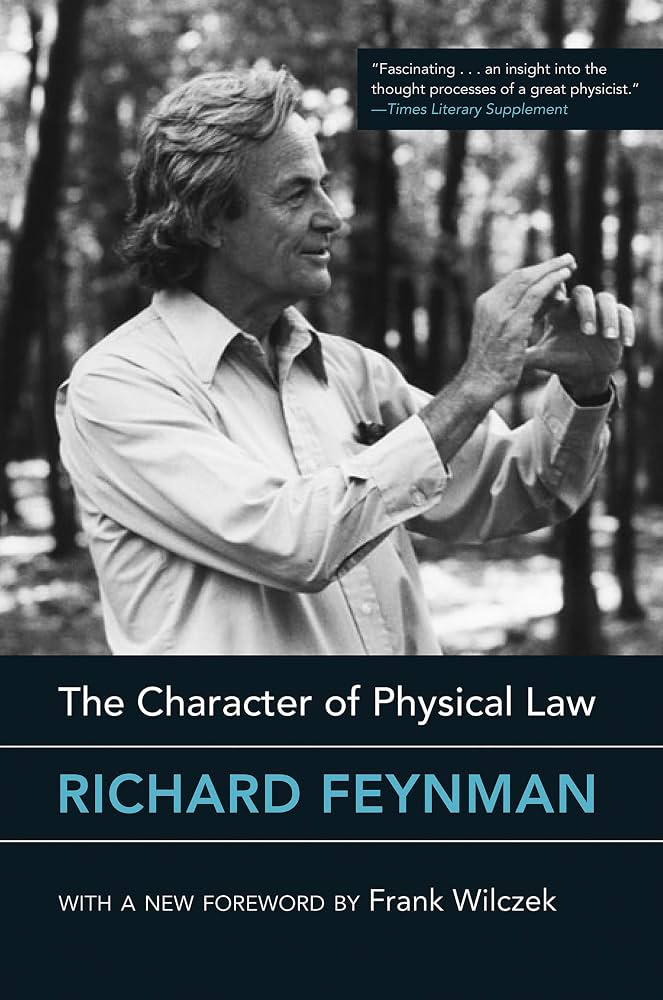 “Fascinating . . . an insight into the
thought processes of a great physicist.“
—Times Literary Supplement
The Character of Physical Law
RICHARD FEYNMAN
WITH A NEW FOREWORD BY Frank Wilczek